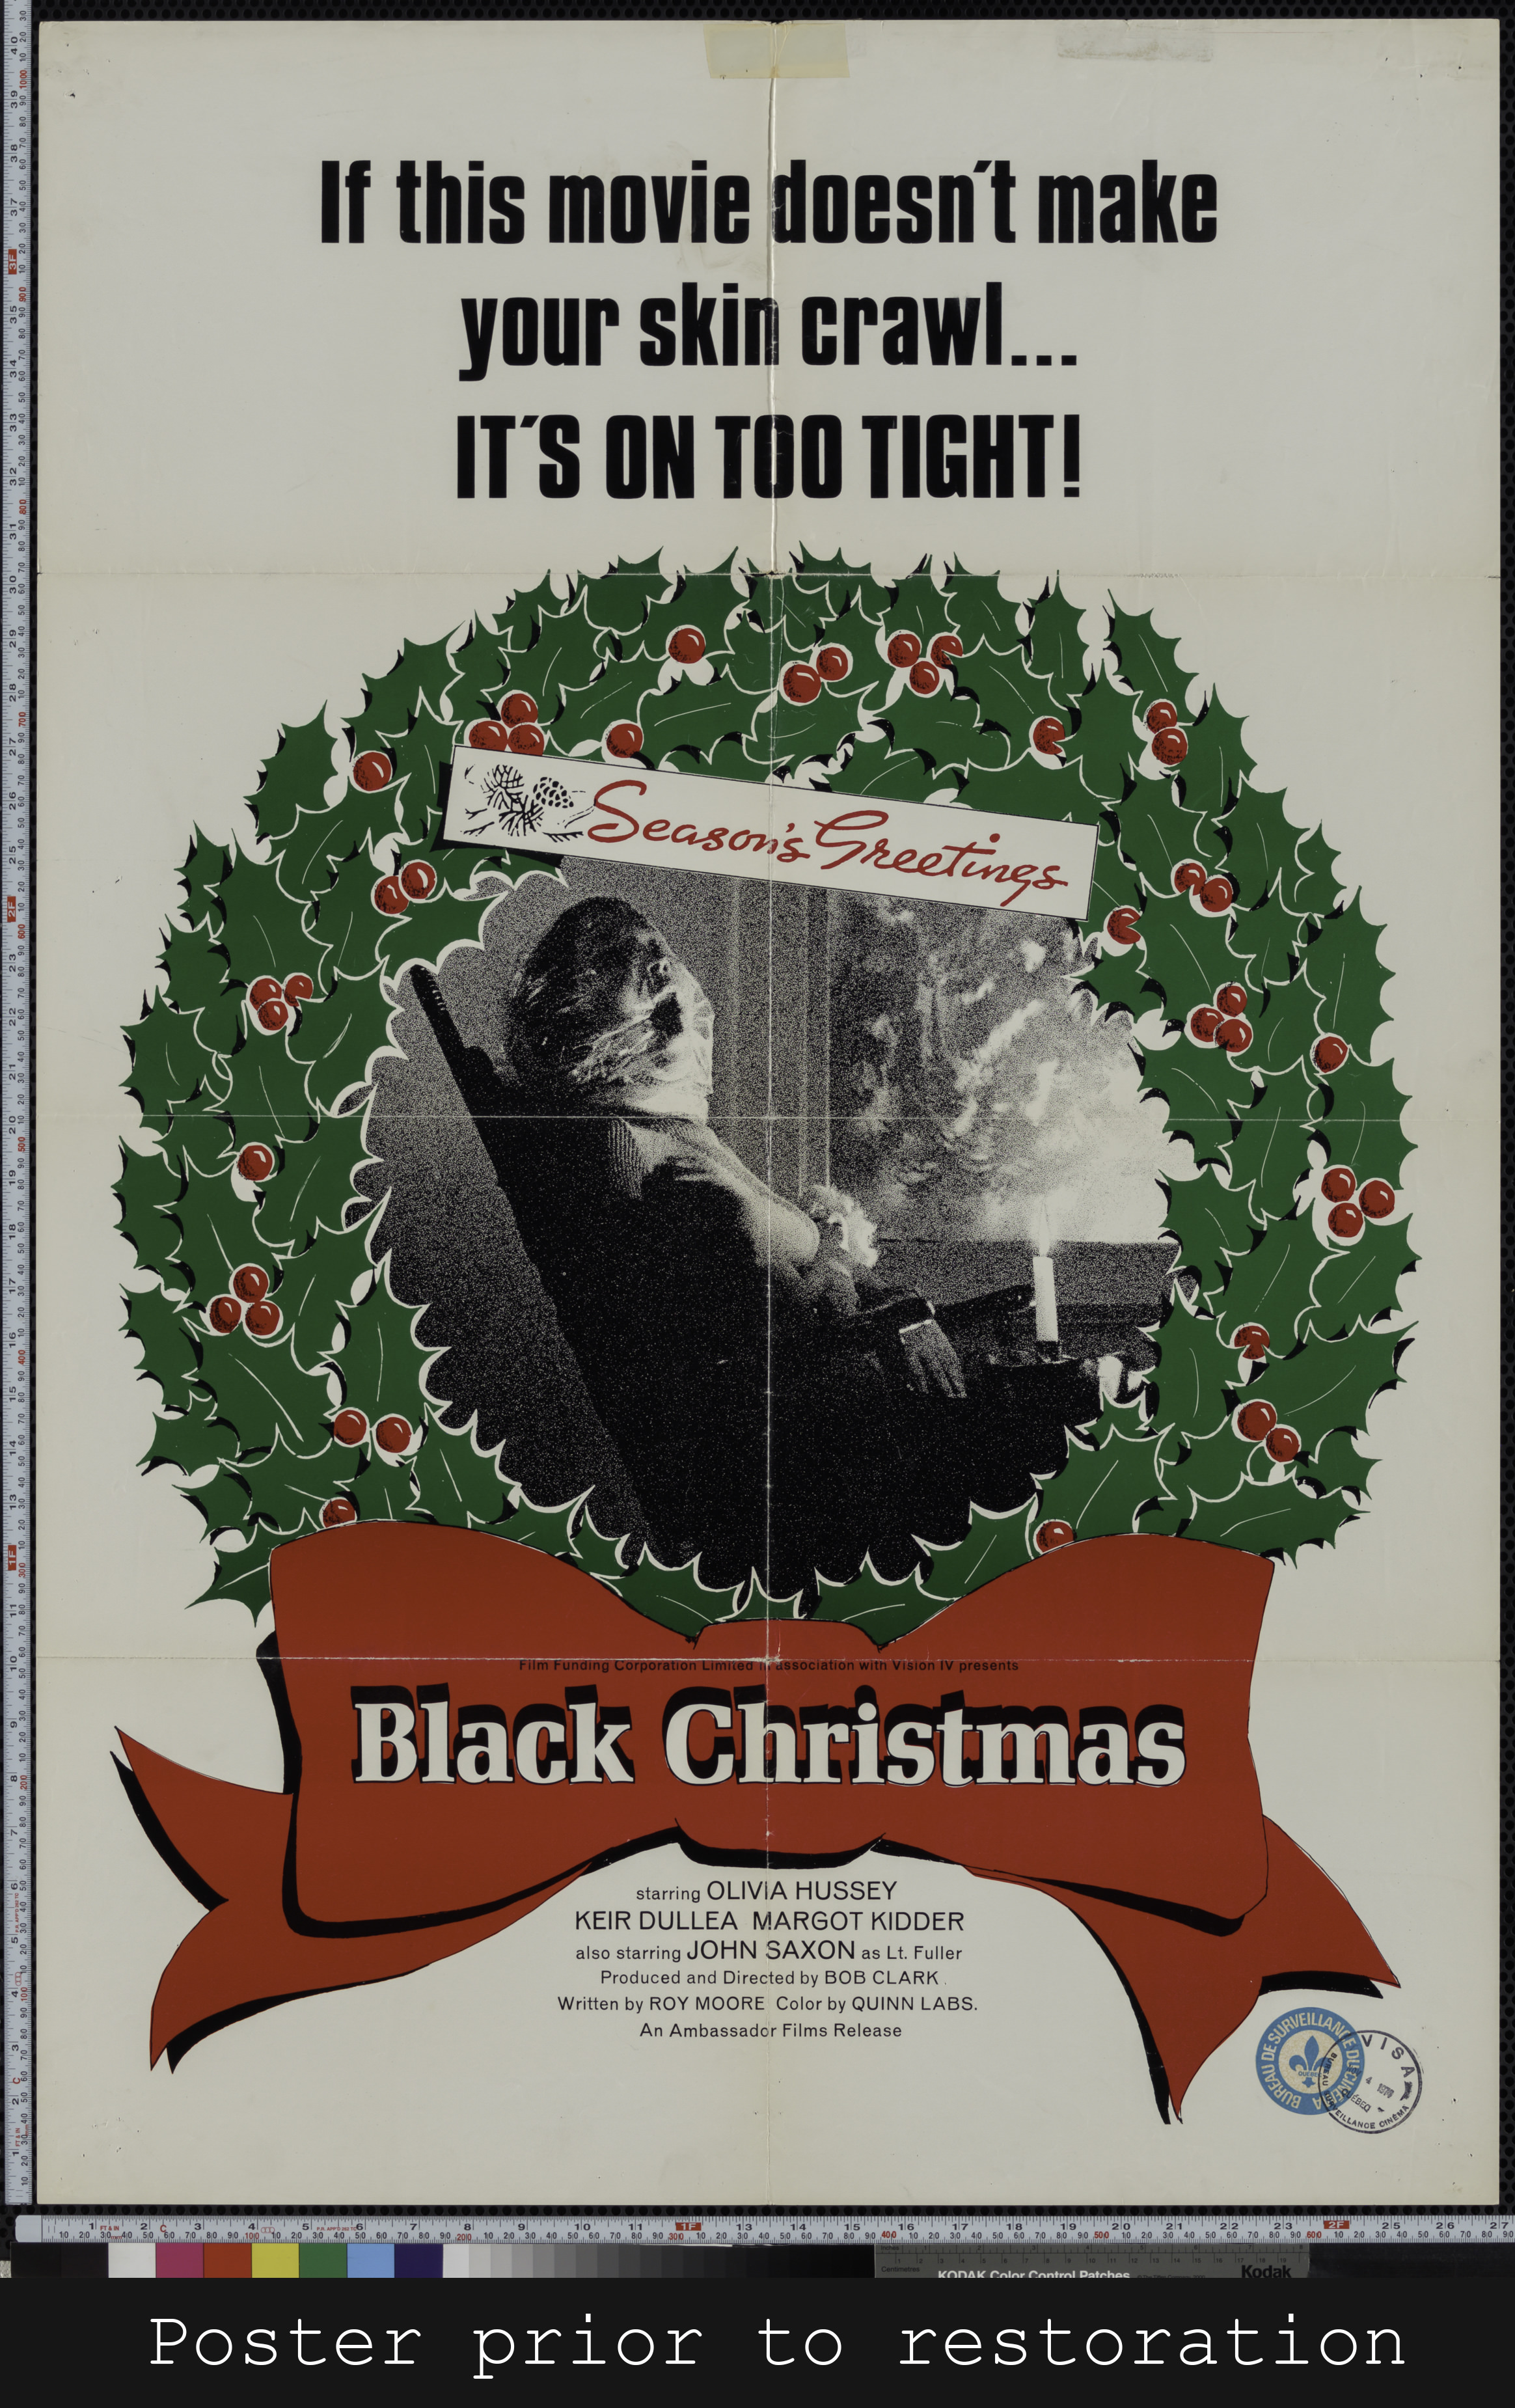 If this movie doesn't make
your skin crawl...
IT'S ON TOO TIGHT!
Season's Greetings
Film Funding Corporation Limited in association with Vision IV presents
Black Christmas
starring OLIVIA HUSSEY
KEIR DULLEA MARGOT KIDDER
also starring JOHN SAXON as Lt. Fuller
Produced and Directed by BOB CLARK
Written by ROY MOORE Color by QUINN LABS.
An Ambassador Films Release
BUREAU DE SURVEILLANCE DU CINÉMA
QUÉBEC
VISA
KODAK Color Control Patches
Kodak
Poster prior to restoration